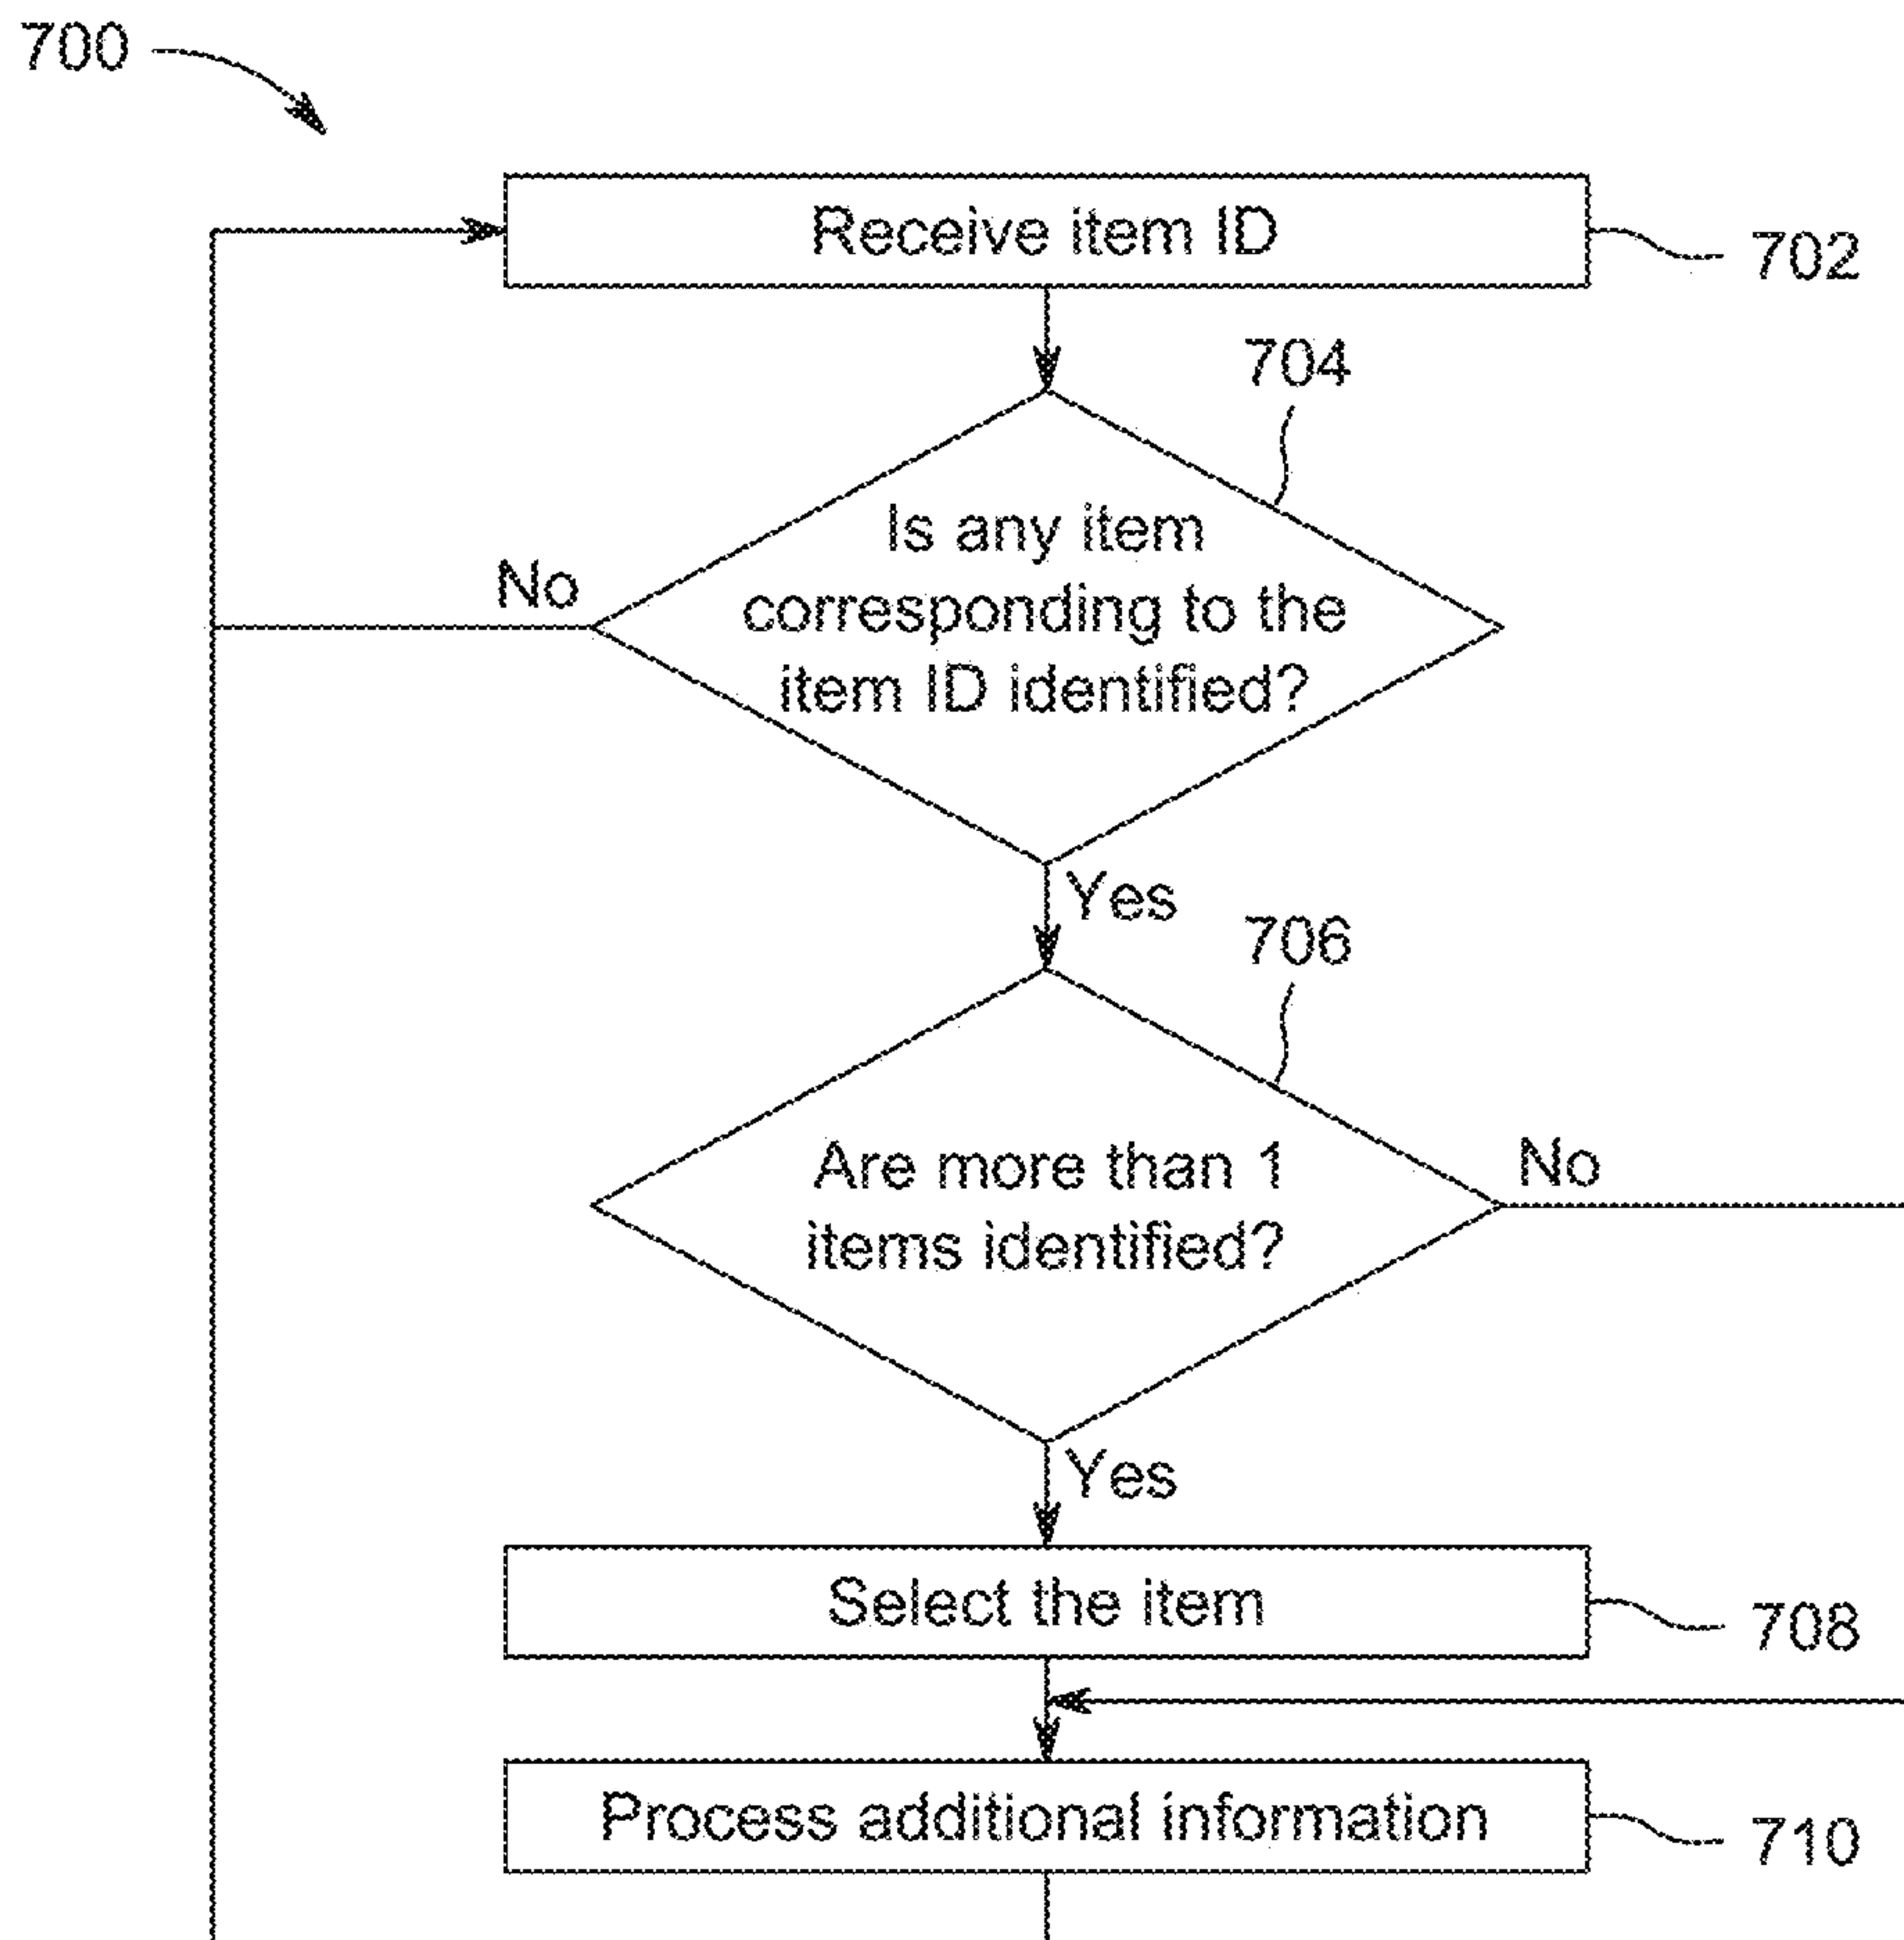 700
Receive item ID
702
704
Is any item
corresponding to the
item ID identified?
No
Yes
706
Are more than 1
items identified?
No
Yes
Select the item
708
Process additional information
710